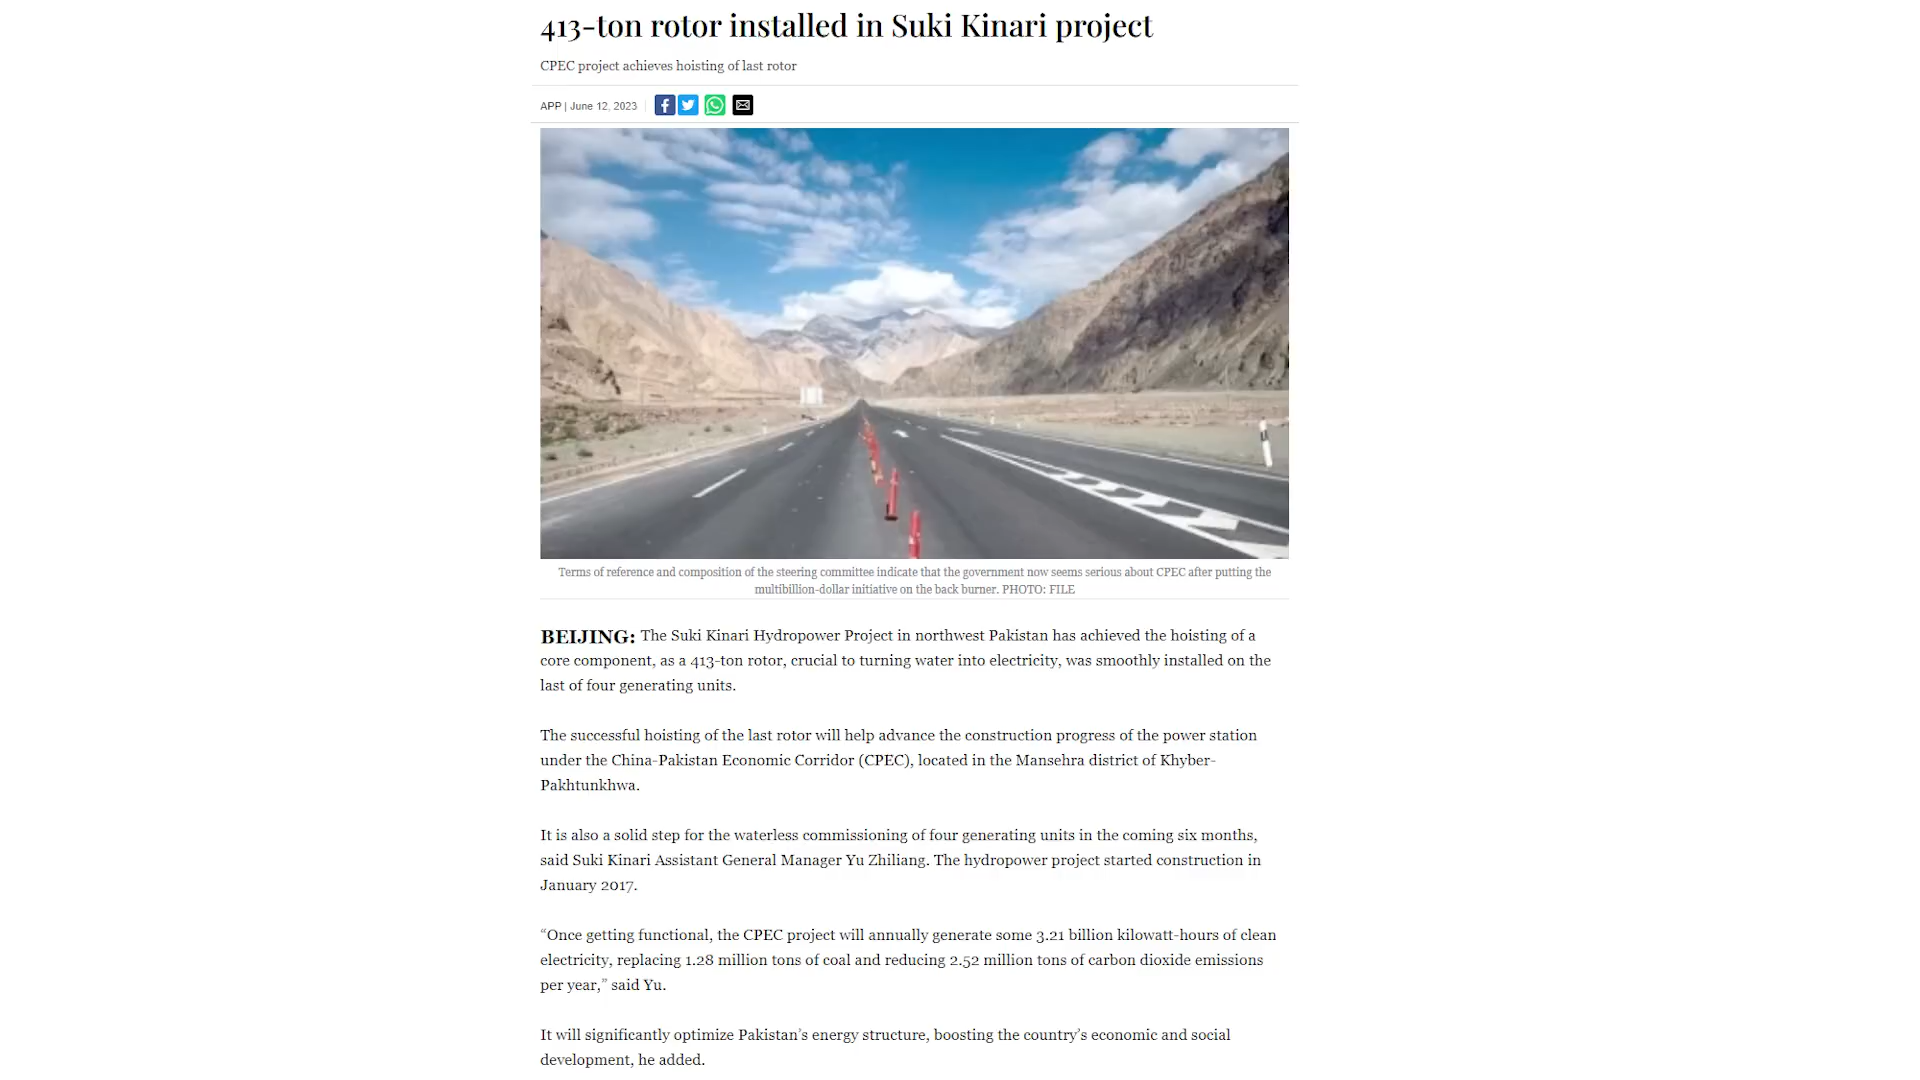 413-ton rotor installed in Suki Kinari project
CPEC project achieves hoisting of last rotor
APP | June 12, 2023
Terms of reference and composition of the steering committee indicate that the government now seems serious about CPEC after putting the
multibillion-dollar initiative on the back burner. PHOTO: FILE
BEIJING: The Suki Kinari Hydropower Project in northwest Pakistan has achieved the hoisting of a
core component, as a 413-ton rotor, crucial to turning water into electricity, was smoothly installed on the
last of four generating units.
The successful hoisting of the last rotor will help advance the construction progress of the power station
under the China-Pakistan Economic Corridor (CPEC), located in the Mansehra district of Khyber-
Pakhtunkhwa.
It is also a solid step for the waterless commissioning of four generating units in the coming six months,
said Suki Kinari Assistant General Manager Yu Zhiliang. The hydropower project started construction in
January 2017.
“Once getting functional, the CPEC project will annually generate some 3.21 billion kilowatt-hours of clean
electricity, replacing 1.28 million tons of coal and reducing 2.52 million tons of carbon dioxide emissions
per year,” said Yu.
It will significantly optimize Pakistan’s energy structure, boosting the country’s economic and social
development, he added.